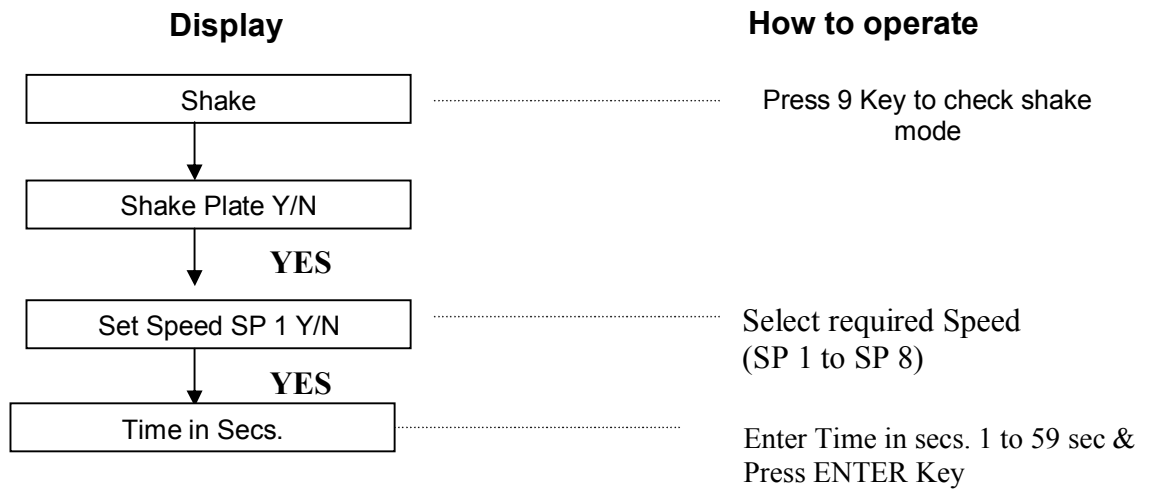 Display
How to operate
Shake
Press 9 Key to check shake
mode
Shake Plate Y/N
YES
Set Speed SP 1 Y/N
Select required Speed
(SP 1 to SP 8)
YES
Time in Secs.
Enter Time in secs. 1 to 59 sec &
Press ENTER Key